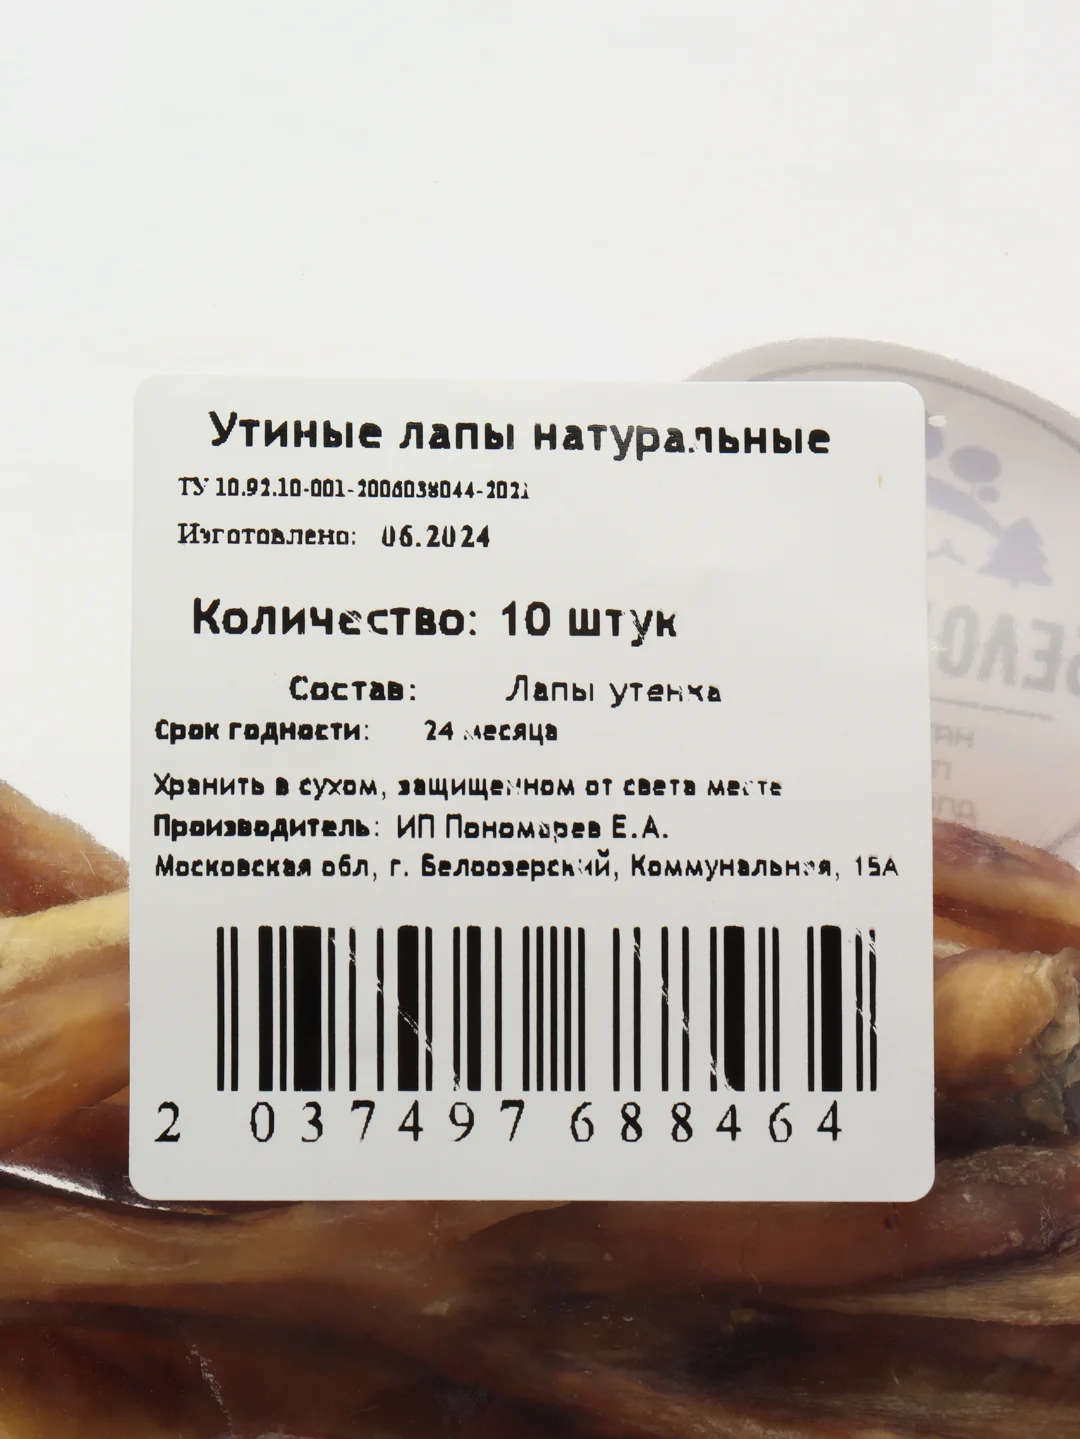 Утиные лапы натуральные
ТУ 10.92.10-001-2006038044-2021
Изготовлено: 06.2024
Количество: 10 штук
Состав: Лапы утенка
Срок годности: 24 месяца
Хранить в сухом, защищенном от света месте
Производитель: ИП Пономарев Е.А.
Московская обл, г. Белоозерский, Коммунальная, 15А
2 037497 688464